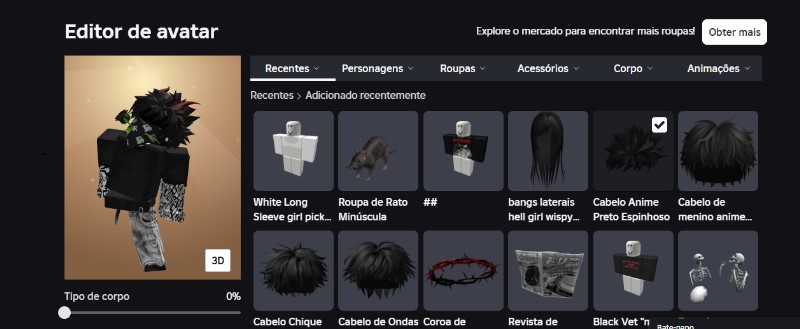 Editor de avatar
Explore o mercado para encontrar mais roupas!
Obter mais
Recentes
Personagens
Roupas
Acessórios
Corpo
Animações
Recentes > Adicionado recentemente
White Long
Sleeve girl pick...
Roupa de Rato
Minúscula
##
bangs laterais
hell girl wispy...
Cabelo Anime
Preto Espinhoso
Cabelo de
menino anime...
3D
Tipo de corpo
0%
Cabelo Chique
Cabelo de Ondas
Coroa de
Revista de
Black Vet "n
Bate-papo